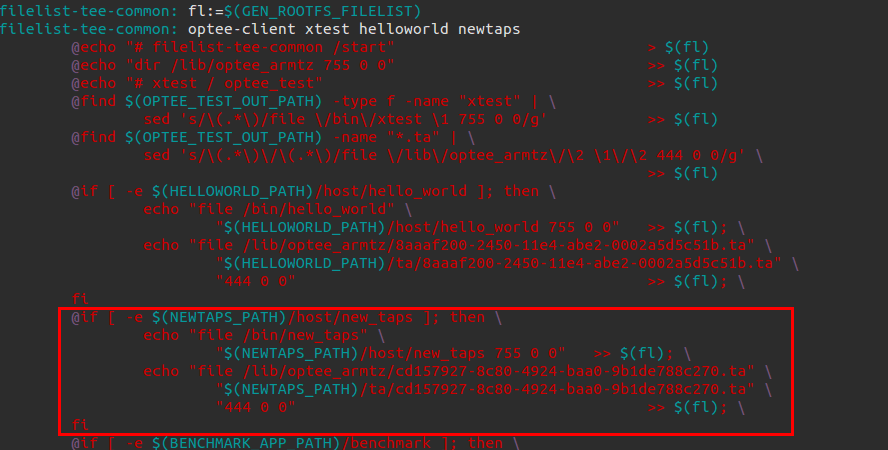 filelist-tee-common: fl:=$(GEN_ROOTFS_FILELIST)
filelist-tee-common: optee-client xtest helloworld newtaps
@echo "# filelist-tee-common /start" > $(fl)
@echo "dir /lib/optee_armtz 755 0 0" >> $(fl)
@echo "# xtest / optee_test" >> $(fl)
@find $(OPTEE_TEST_OUT_PATH) -type f -name "xtest" | \
sed 's/\(.*\)/file \/bin\/xtest \1 755 0 0/g' >> $(fl)
@find $(OPTEE_TEST_OUT_PATH) -name "*.ta" | \
sed 's/\(.*\)\/\(.*\)/file \/lib\/optee_armtz\/\2 \1\/\2 444 0 0/g' \
>> $(fl)
@if [ -e $(HELLOWORLD_PATH)/host/hello_world ]; then \
echo "file /bin/hello_world" \
"$(HELLOWORLD_PATH)/host/hello_world 755 0 0" >> $(fl); \
echo "file /lib/optee_armtz/8aaaf200-2450-11e4-abe2-0002a5d5c51b.ta" \
"$(HELLOWORLD_PATH)/ta/8aaaf200-2450-11e4-abe2-0002a5d5c51b.ta" \
"444 0 0" >> $(fl); \
fi
@if [ -e $(NEWTAPS_PATH)/host/new_taps ]; then \
echo "file /bin/new_taps" \
"$(NEWTAPS_PATH)/host/new_taps 755 0 0" >> $(fl); \
echo "file /lib/optee_armtz/cd157927-8c80-4924-baa0-9b1de788c270.ta" \
"$(NEWTAPS_PATH)/ta/cd157927-8c80-4924-baa0-9b1de788c270.ta" \
"444 0 0" >> $(fl); \
fi
@if [ -e $(BENCHMARK_APP_PATH)/benchmark ]; then \